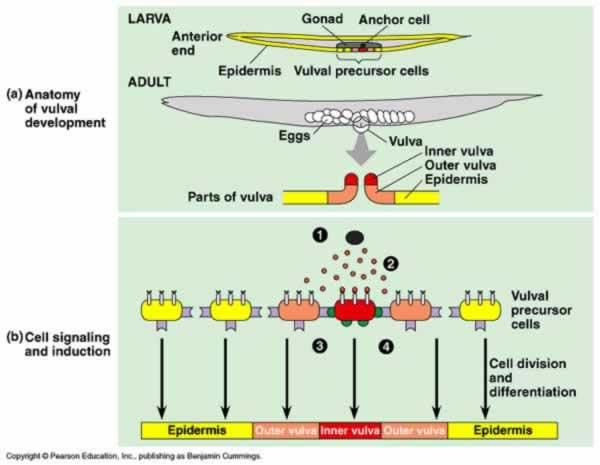 LARVA
Gonad
Anchor cell
Anterior
end
Epidermis
Vulval precursor cells
ADULT
(a) Anatomy
of vulval
development
Eggs
Vulva
Inner vulva
Outer vulva
Epidermis
Parts of vulva
1
2
Vulval
precursor
cells
(b) Cell signaling
and induction
3
4
Cell division
and
differentiation
Epidermis
Outer vulva
Inner vulva
Outer vulva
Epidermis
Copyright © Pearson Education, Inc., publishing as Benjamin Cummings.